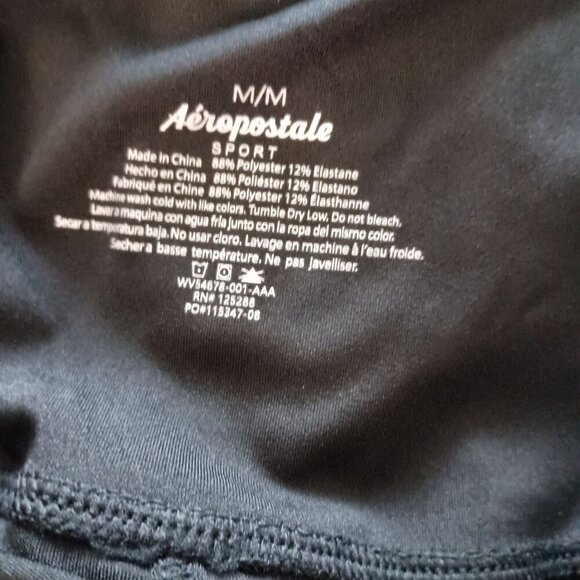 M/M
Aéropostale
SPORT
Made in China 88% Polyester 12% Elastane
Hecho en China 88% Poliéster 12% Elastano
Fabriqué en Chine 88% Polyester 12% Élasthanne
Machine wash cold with like colors. Tumble Dry Low. Do not bleach.
Lavar a maquina con agua fria junto con la ropa del mismo color.
Secar a temperatura baja. No usar cloro. Lavage en machine à l'eau froide.
Secher a basse température. Ne pas javelliser.
WV54678-001-AAA
RN# 125288
PO#115347-08